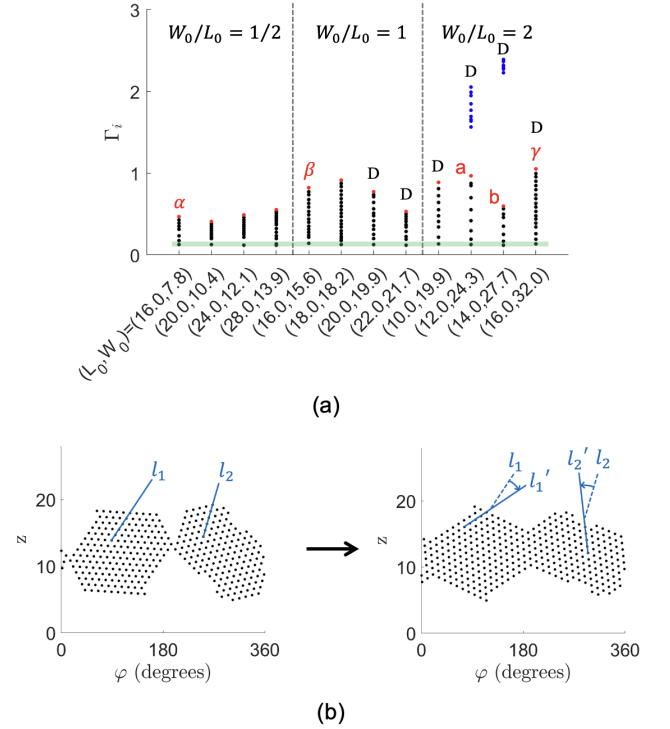 (a)
W₀/L₀ = 1/2
W₀/L₀ = 1
W₀/L₀ = 2
Γᵢ
3
2
1
0
α
β
D
D
D
a
D
b
D
D
γ
(L₀,W₀)=(16.0,7.8)
(20.0,10.4)
(24.0,12.1)
(28.0,13.9)
(16.0,15.6)
(18.0,18.2)
(20.0,19.9)
(22.0,21.7)
(10.0,19.9)
(12.0,24.3)
(14.0,27.7)
(16.0,32.0)
(a)
z
20
10
0
0
180
360
φ (degrees)
l₁
l₂
z
20
10
0
0
180
360
φ (degrees)
l₁
l₁'
l₂'
l₂
(b)